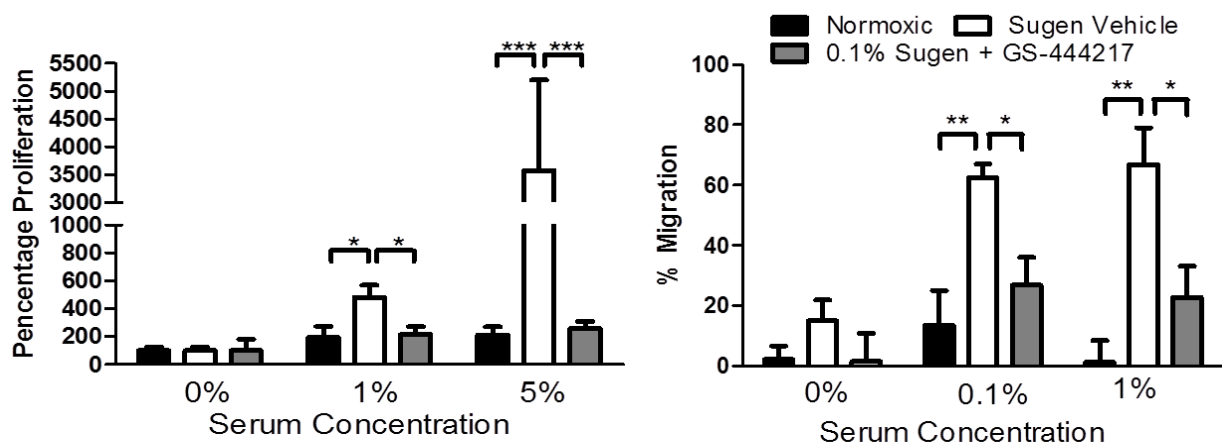 Pencentage Proliferation
5500
5000
4500
4000
3500
3000
1000
800
600
400
200
0
* *
*** ***
0% 1% 5%
Serum Concentration
Normoxic Sugen Vehicle
0.1% Sugen + GS-444217
% Migration
100
80
60
40
20
0
** *
** *
0% 0.1% 1%
Serum Concentration